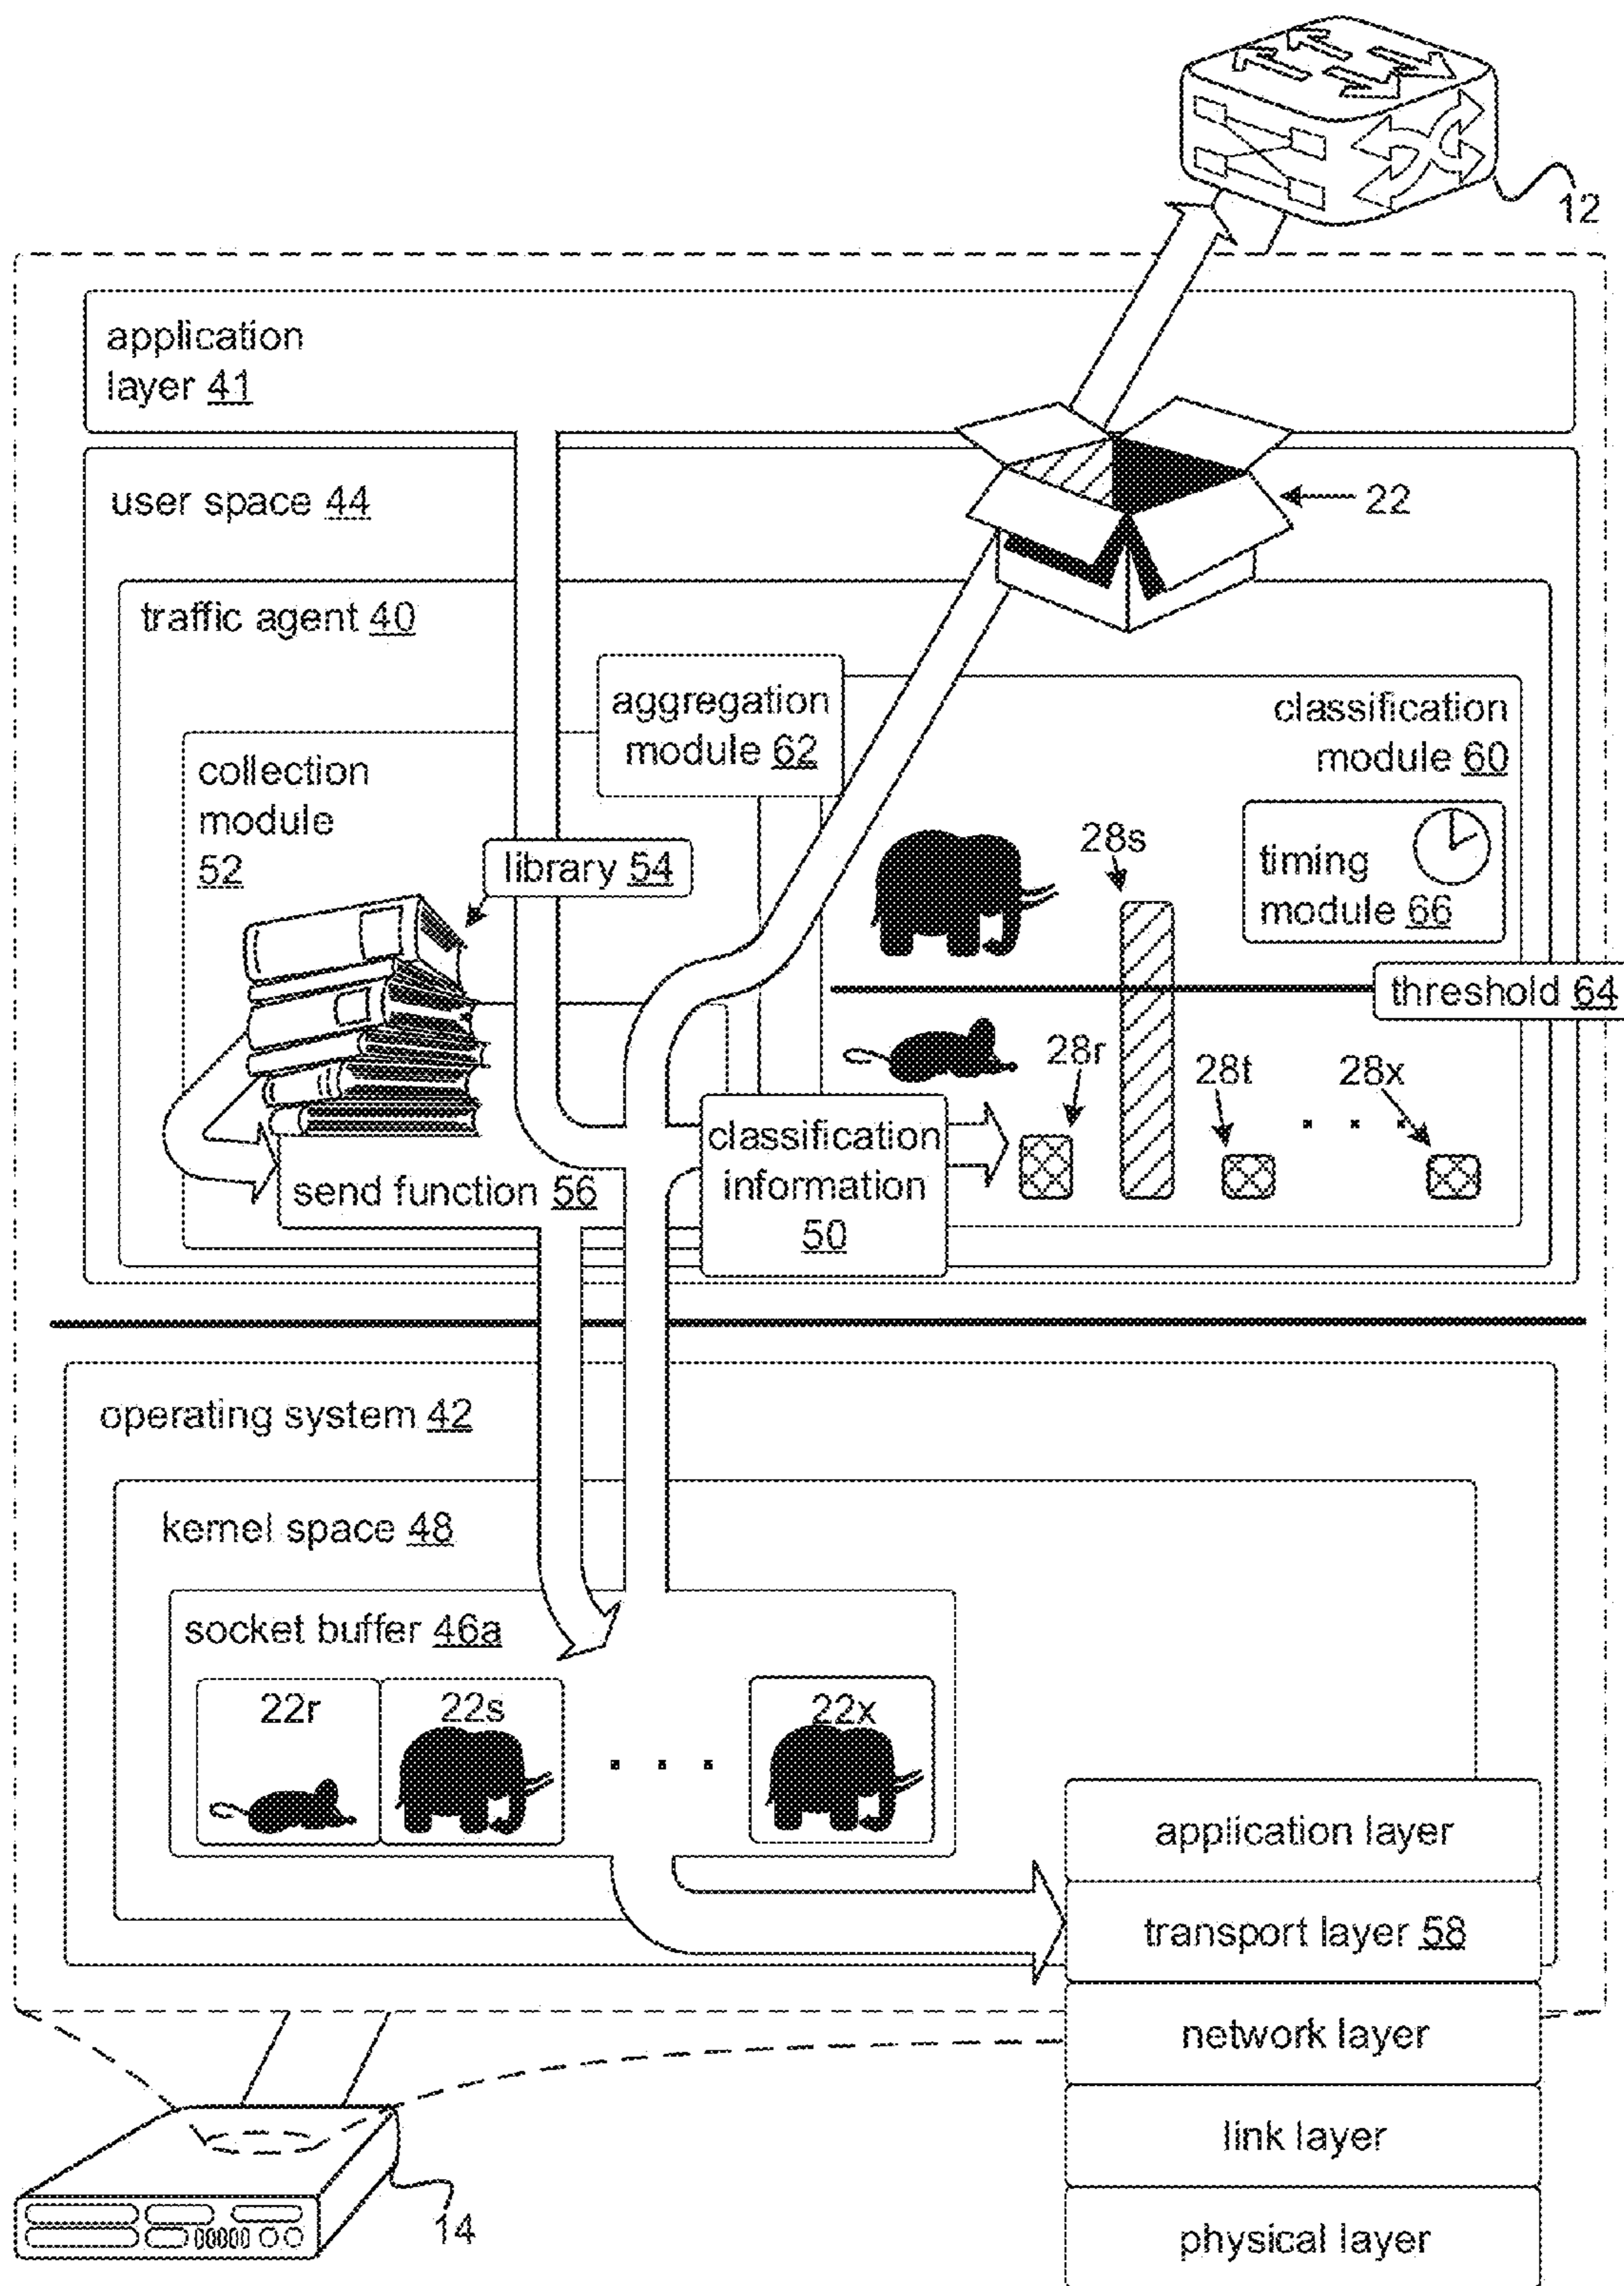 12
application
layer 41
user space 44
22
traffic agent 40
aggregation
module 62
classification
module 60
collection
module
52
library 54
28s
timing
module 66
threshold 64
28r
28t
28x
. . .
classification
information
50
send function 56
operating system 42
kernel space 48
socket buffer 46a
22r
22s
. . .
22x
application layer
transport layer 58
network layer
link layer
physical layer
14